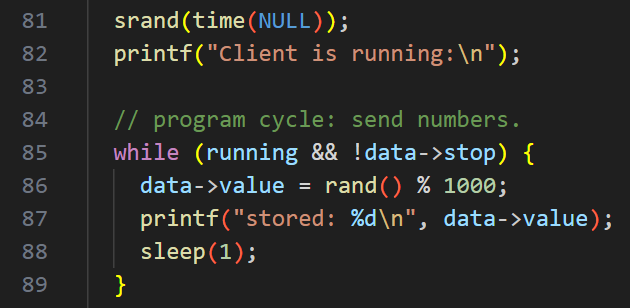 81 srand(time(NULL));
82 printf("Client is running:\n");
83
84 // program cycle: send numbers.
85 while (running && !data->stop) {
86 data->value = rand() % 1000;
87 printf("stored: %d\n", data->value);
88 sleep(1);
89 }